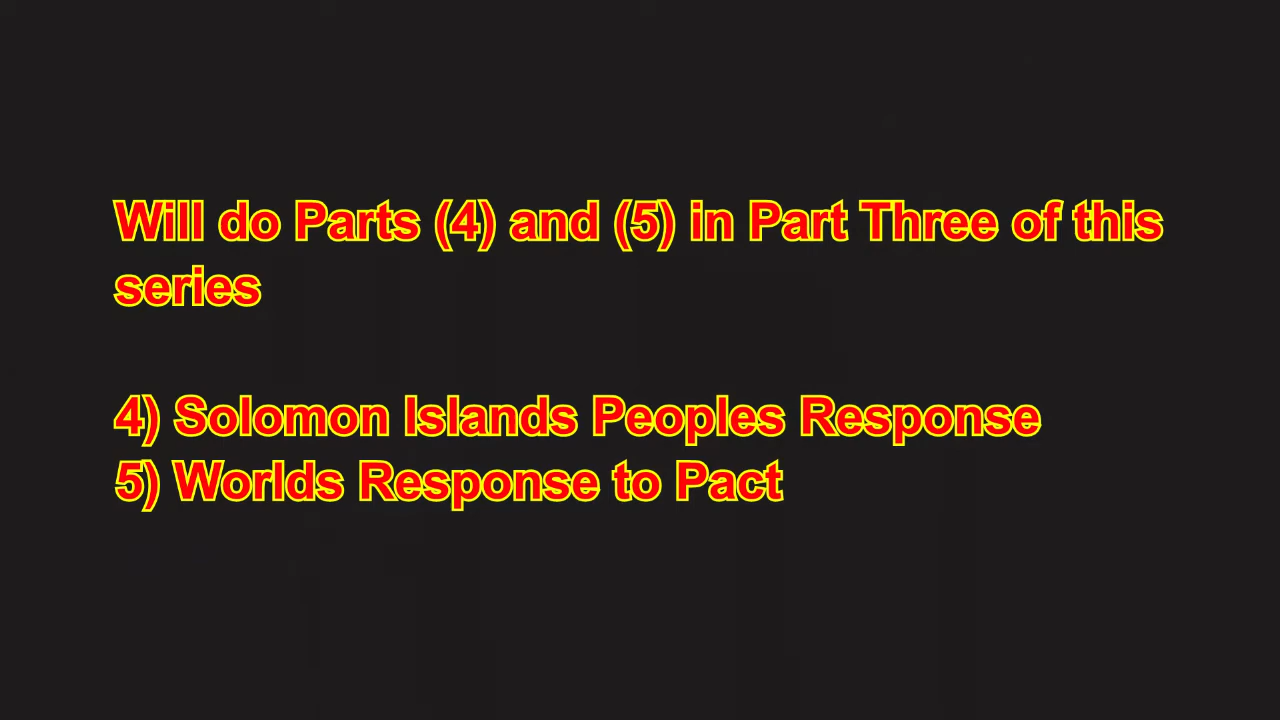 Will do Parts (4) and (5) in Part Three of this
series
4) Solomon Islands Peoples Response
5) Worlds Response to Pact